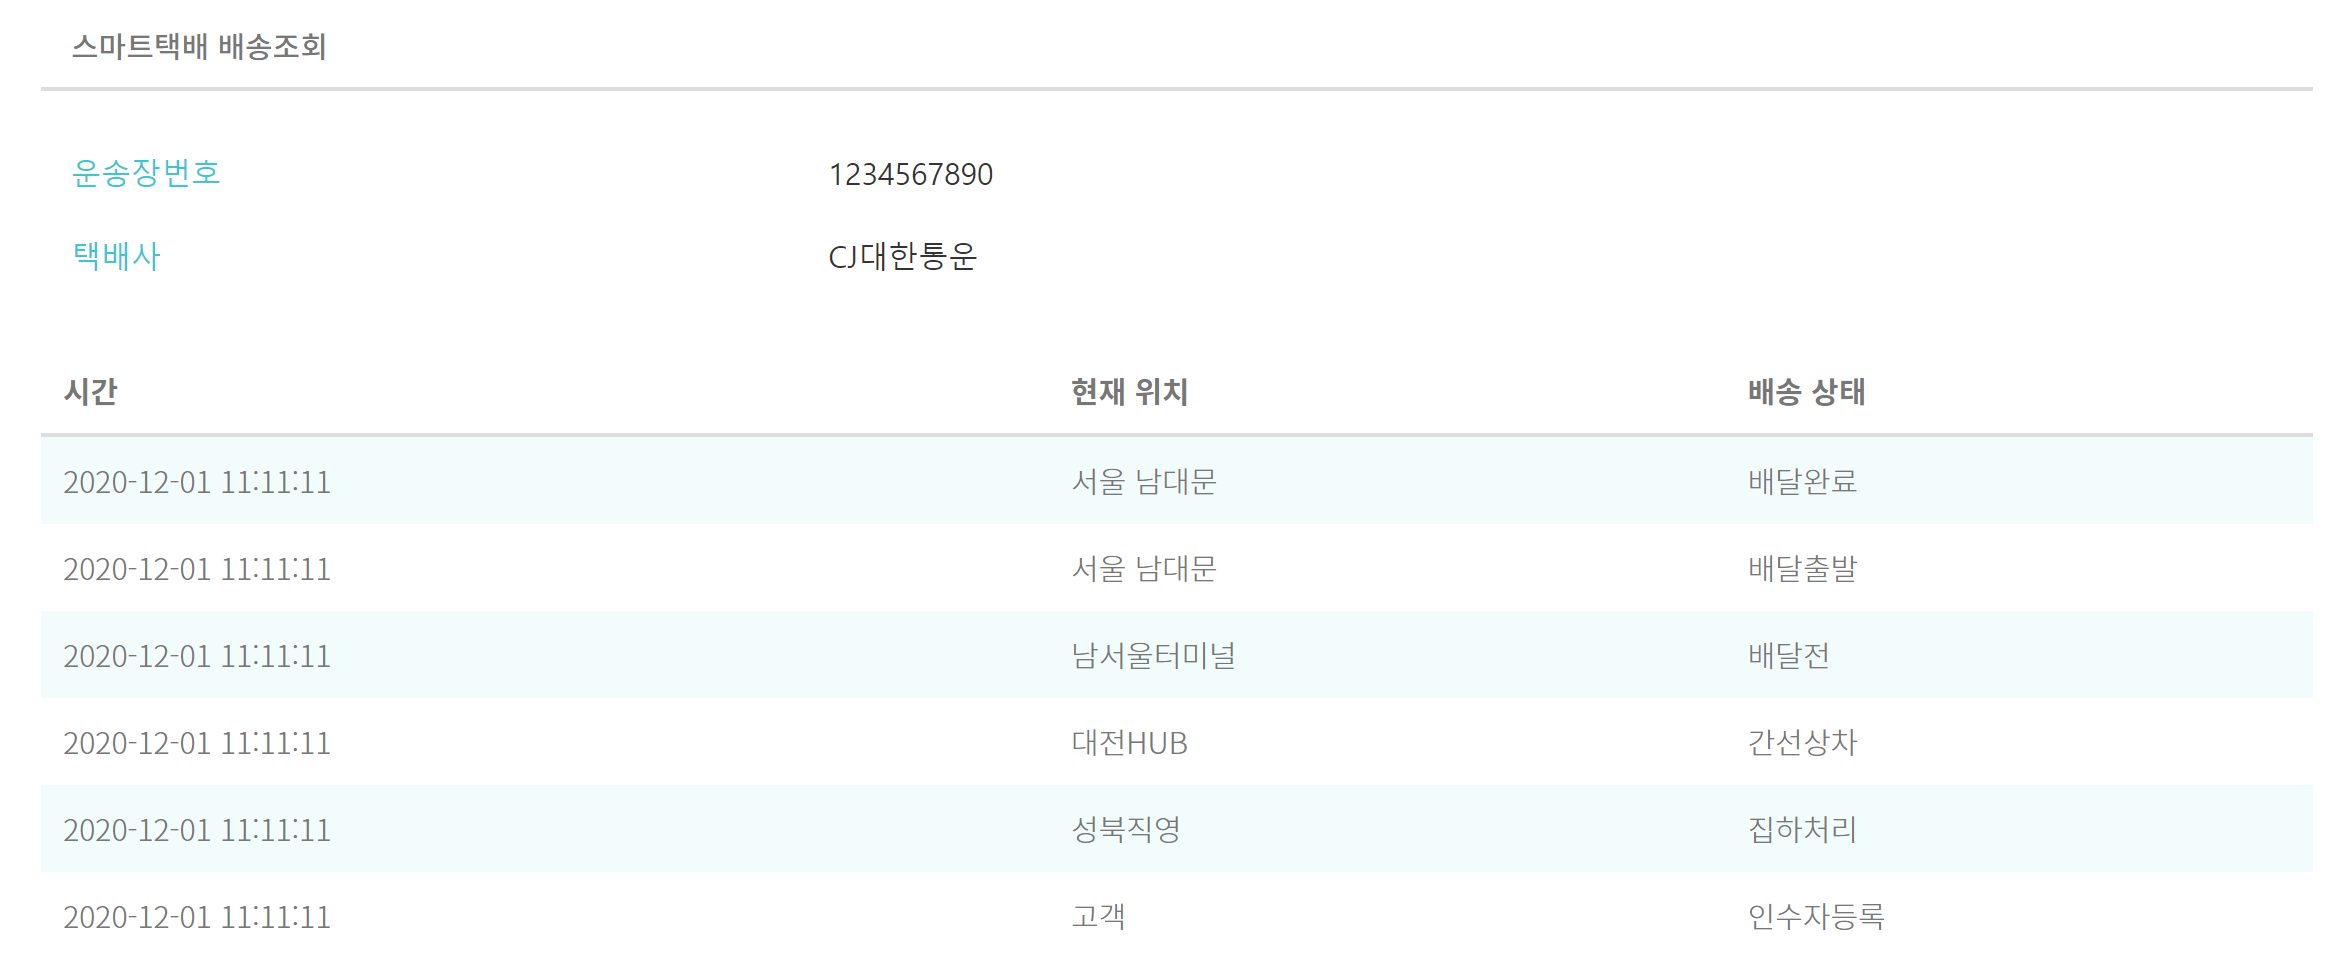 스마트택배 배송조회
운송장번호 1234567890
택배사 CJ대한통운
시간 현재 위치 배송 상태
2020-12-01 11:11:11 서울 남대문 배달완료
2020-12-01 11:11:11 서울 남대문 배달출발
2020-12-01 11:11:11 남서울터미널 배달전
2020-12-01 11:11:11 대전HUB 간선상차
2020-12-01 11:11:11 성북직영 집하처리
2020-12-01 11:11:11 고객 인수자등록